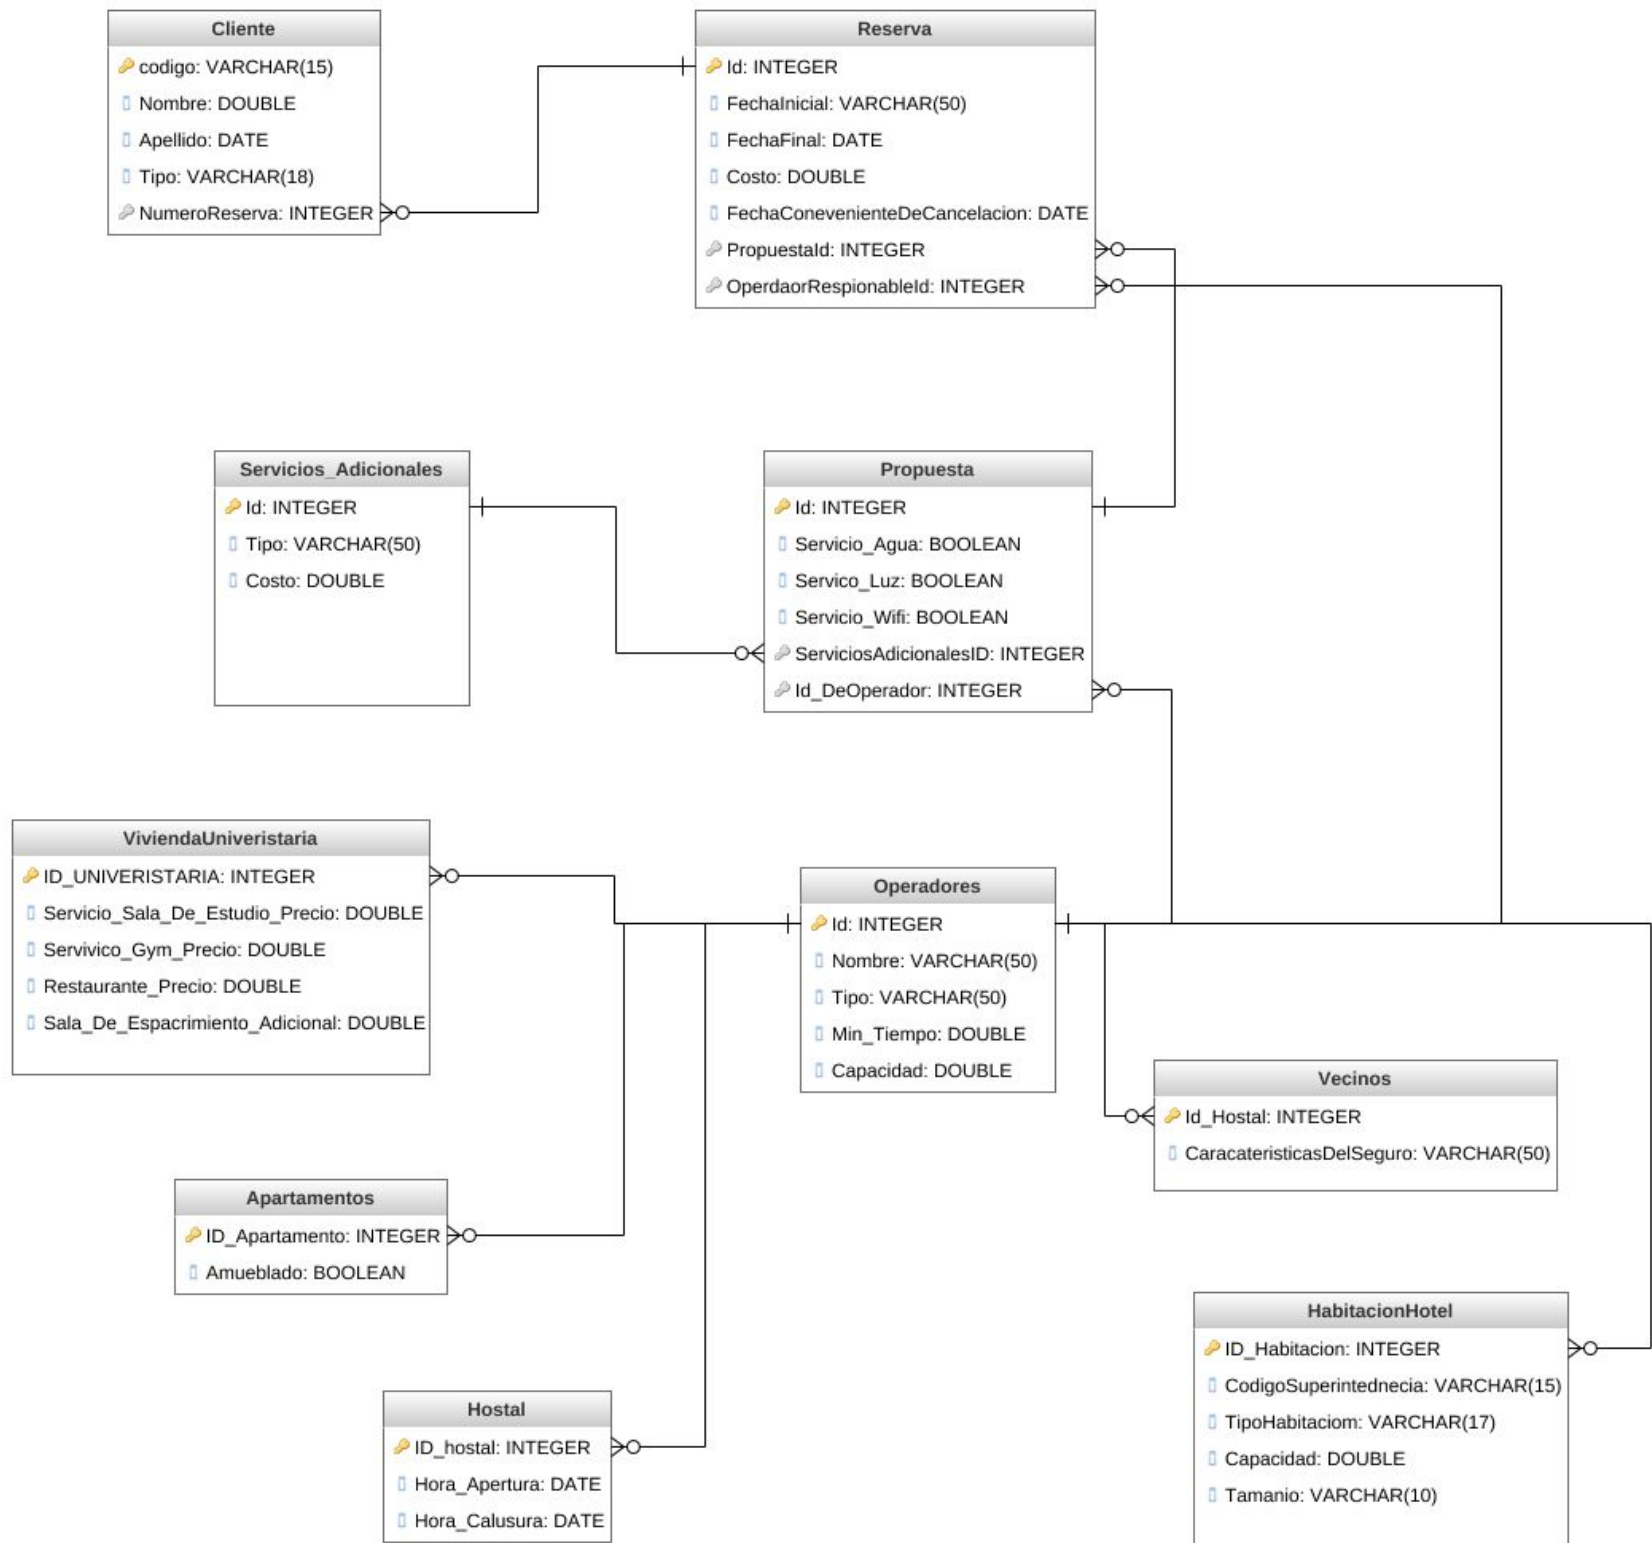 Cliente
codigo: VARCHAR(15)
Nombre: DOUBLE
Apellido: DATE
Tipo: VARCHAR(18)
NumeroReserva: INTEGER
Reserva
Id: INTEGER
FechaInicial: VARCHAR(50)
FechaFinal: DATE
Costo: DOUBLE
FechaConevenienteDeCancelacion: DATE
PropuestaId: INTEGER
OperdaorRespionableId: INTEGER
Servicios_Adicionales
Id: INTEGER
Tipo: VARCHAR(50)
Costo: DOUBLE
Propuesta
Id: INTEGER
Servicio_Agua: BOOLEAN
Servico_Luz: BOOLEAN
Servicio_Wifi: BOOLEAN
ServiciosAdicionalesID: INTEGER
Id_DeOperador: INTEGER
ViviendaUniveristaria
ID_UNIVERISTARIA: INTEGER
Servicio_Sala_De_Estudio_Precio: DOUBLE
Servivico_Gym_Precio: DOUBLE
Restaurante_Precio: DOUBLE
Sala_De_Espacrimiento_Adicional: DOUBLE
Operadores
Id: INTEGER
Nombre: VARCHAR(50)
Tipo: VARCHAR(50)
Min_Tiempo: DOUBLE
Capacidad: DOUBLE
Vecinos
Id_Hostal: INTEGER
CaracateristicasDelSeguro: VARCHAR(50)
Apartamentos
ID_Apartamento: INTEGER
Amueblado: BOOLEAN
HabitacionHotel
ID_Habitacion: INTEGER
CodigoSuperintednecia: VARCHAR(15)
TipoHabitaciom: VARCHAR(17)
Capacidad: DOUBLE
Tamanio: VARCHAR(10)
Hostal
ID_hostal: INTEGER
Hora_Apertura: DATE
Hora_Calusura: DATE